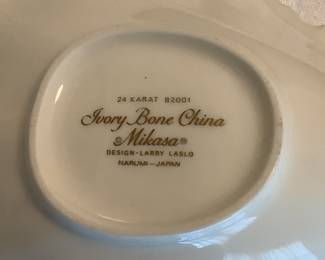 24 KARAT B2001
Ivory Bone China
Mikasa®
DESIGN-LARRY LASLO
NARUMI-JAPAN